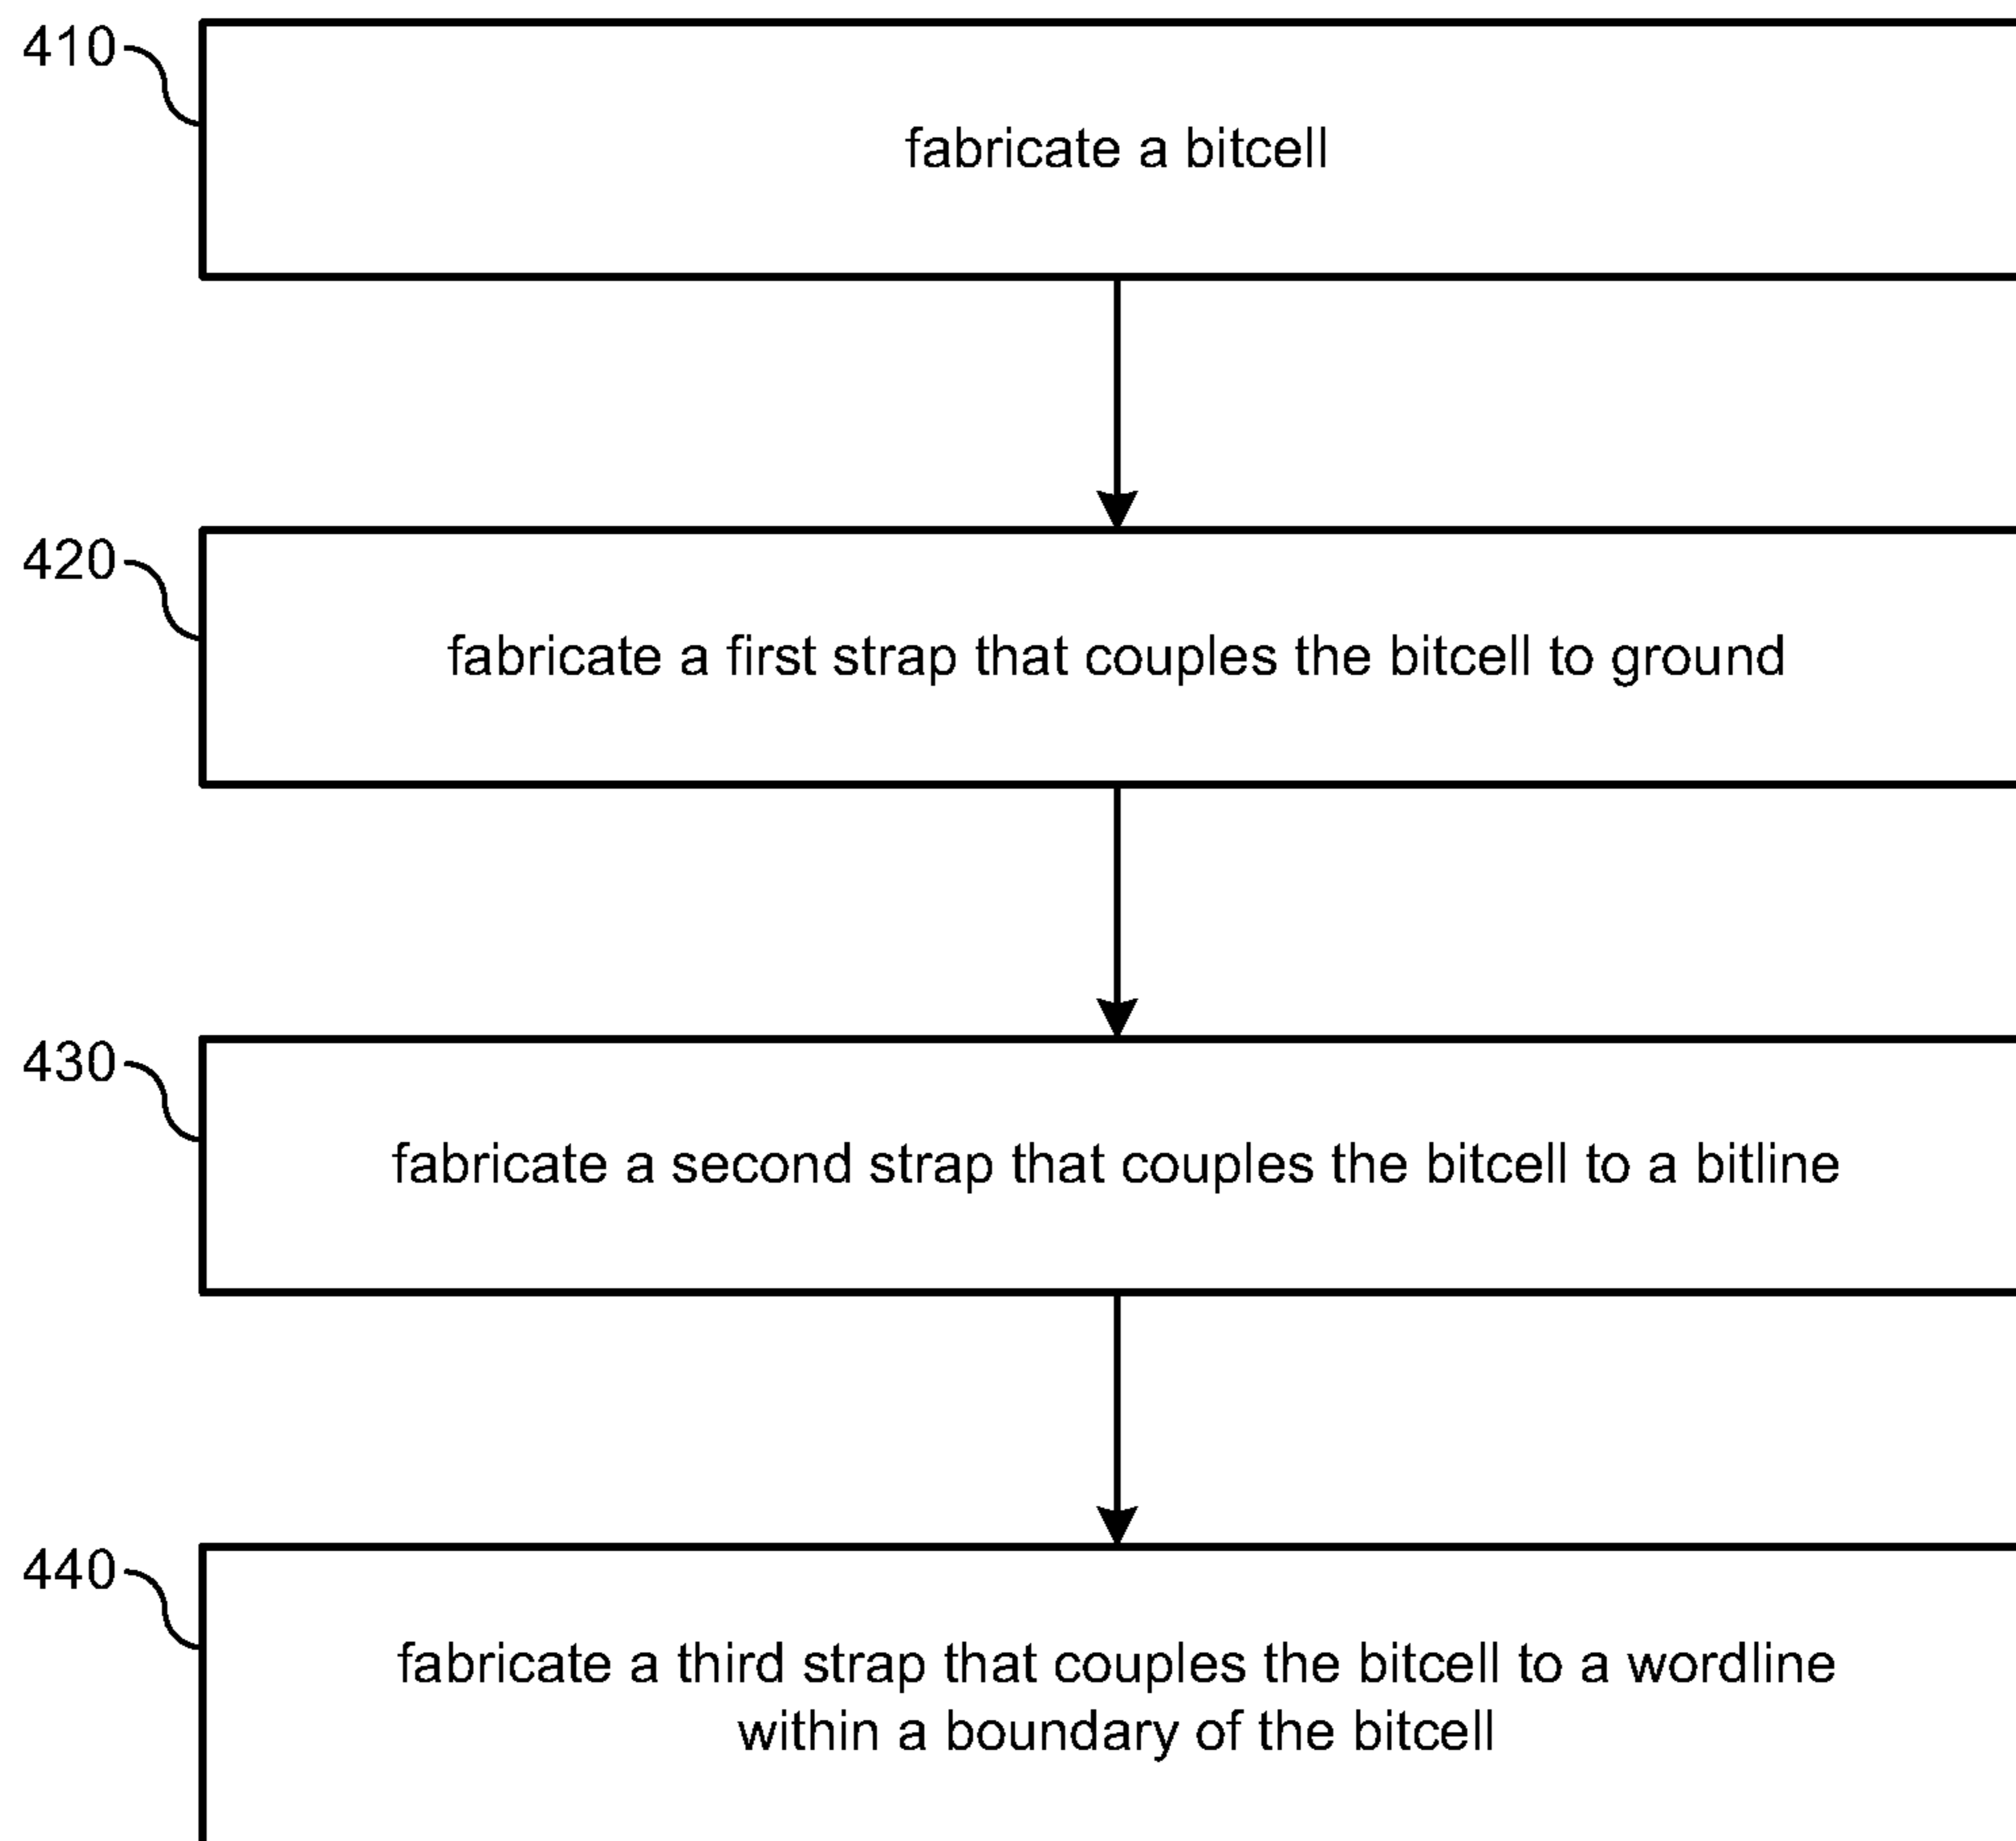 410
fabricate a bitcell
420
fabricate a first strap that couples the bitcell to ground
430
fabricate a second strap that couples the bitcell to a bitline
440
fabricate a third strap that couples the bitcell to a wordline
within a boundary of the bitcell